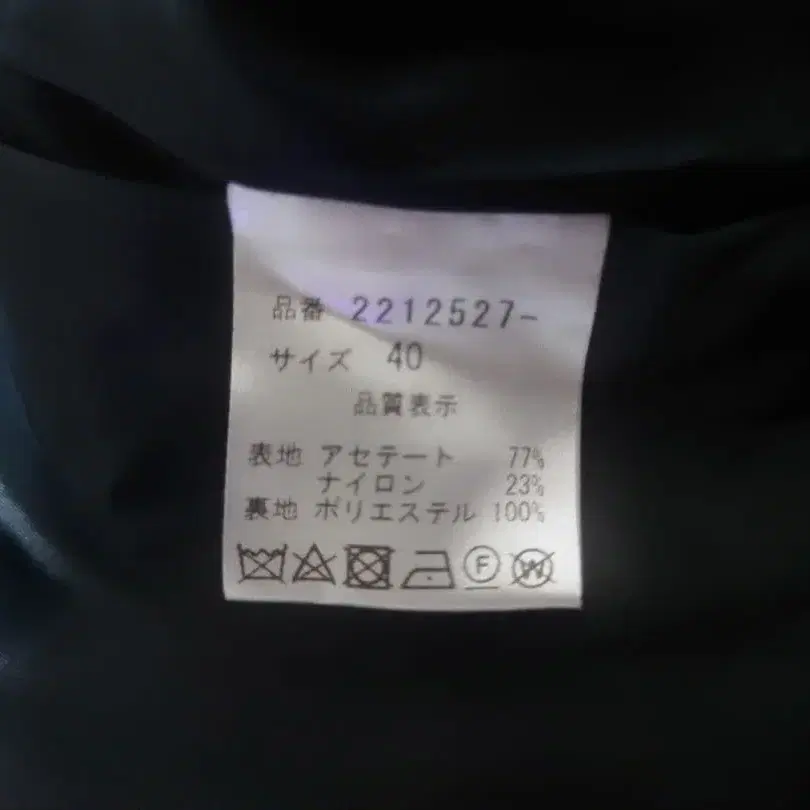 品番 2212527-
サイズ 40
品質表示
表地 アセテート 77%
ナイロン 23%
裏地 ポリエステル 100%
F W